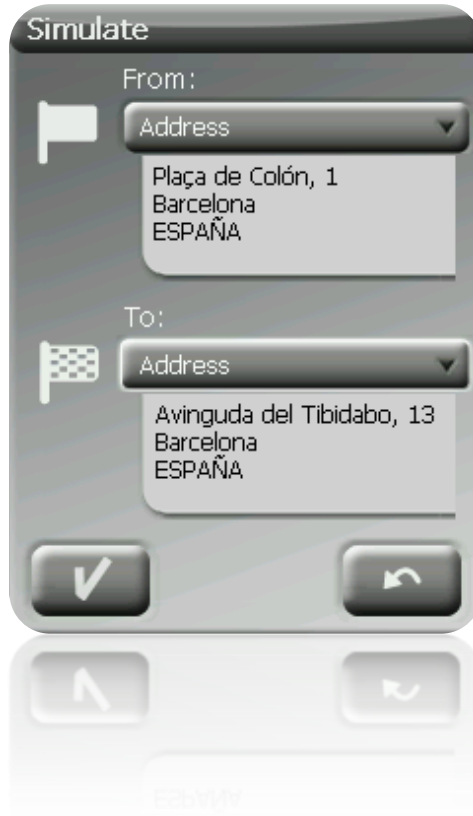 Simulate
From:
Address
Plaça de Colón, 1
Barcelona
ESPAÑA
To:
Address
Avinguda del Tibidabo, 13
Barcelona
ESPAÑA